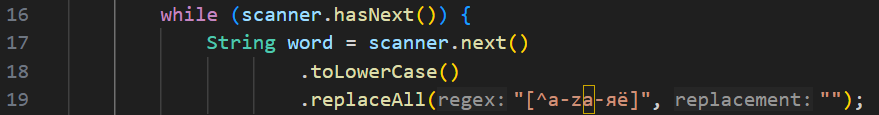 16 while (scanner.hasNext()) {
17 String word = scanner.next()
18 .toLowerCase()
19 .replaceAll(regex: "[^a-zа-яё]", replacement: "");